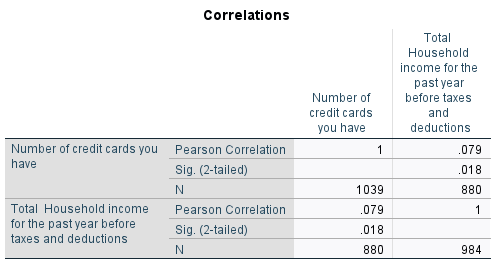 Correlations
Number of credit cards you have
Total Household income for the past year before taxes and deductions
Number of credit cards you have Pearson Correlation 1 .079
Sig. (2-tailed) .018
N 1039 880
Total Household income for the past year before taxes and deductions Pearson Correlation .079 1
Sig. (2-tailed) .018
N 880 984